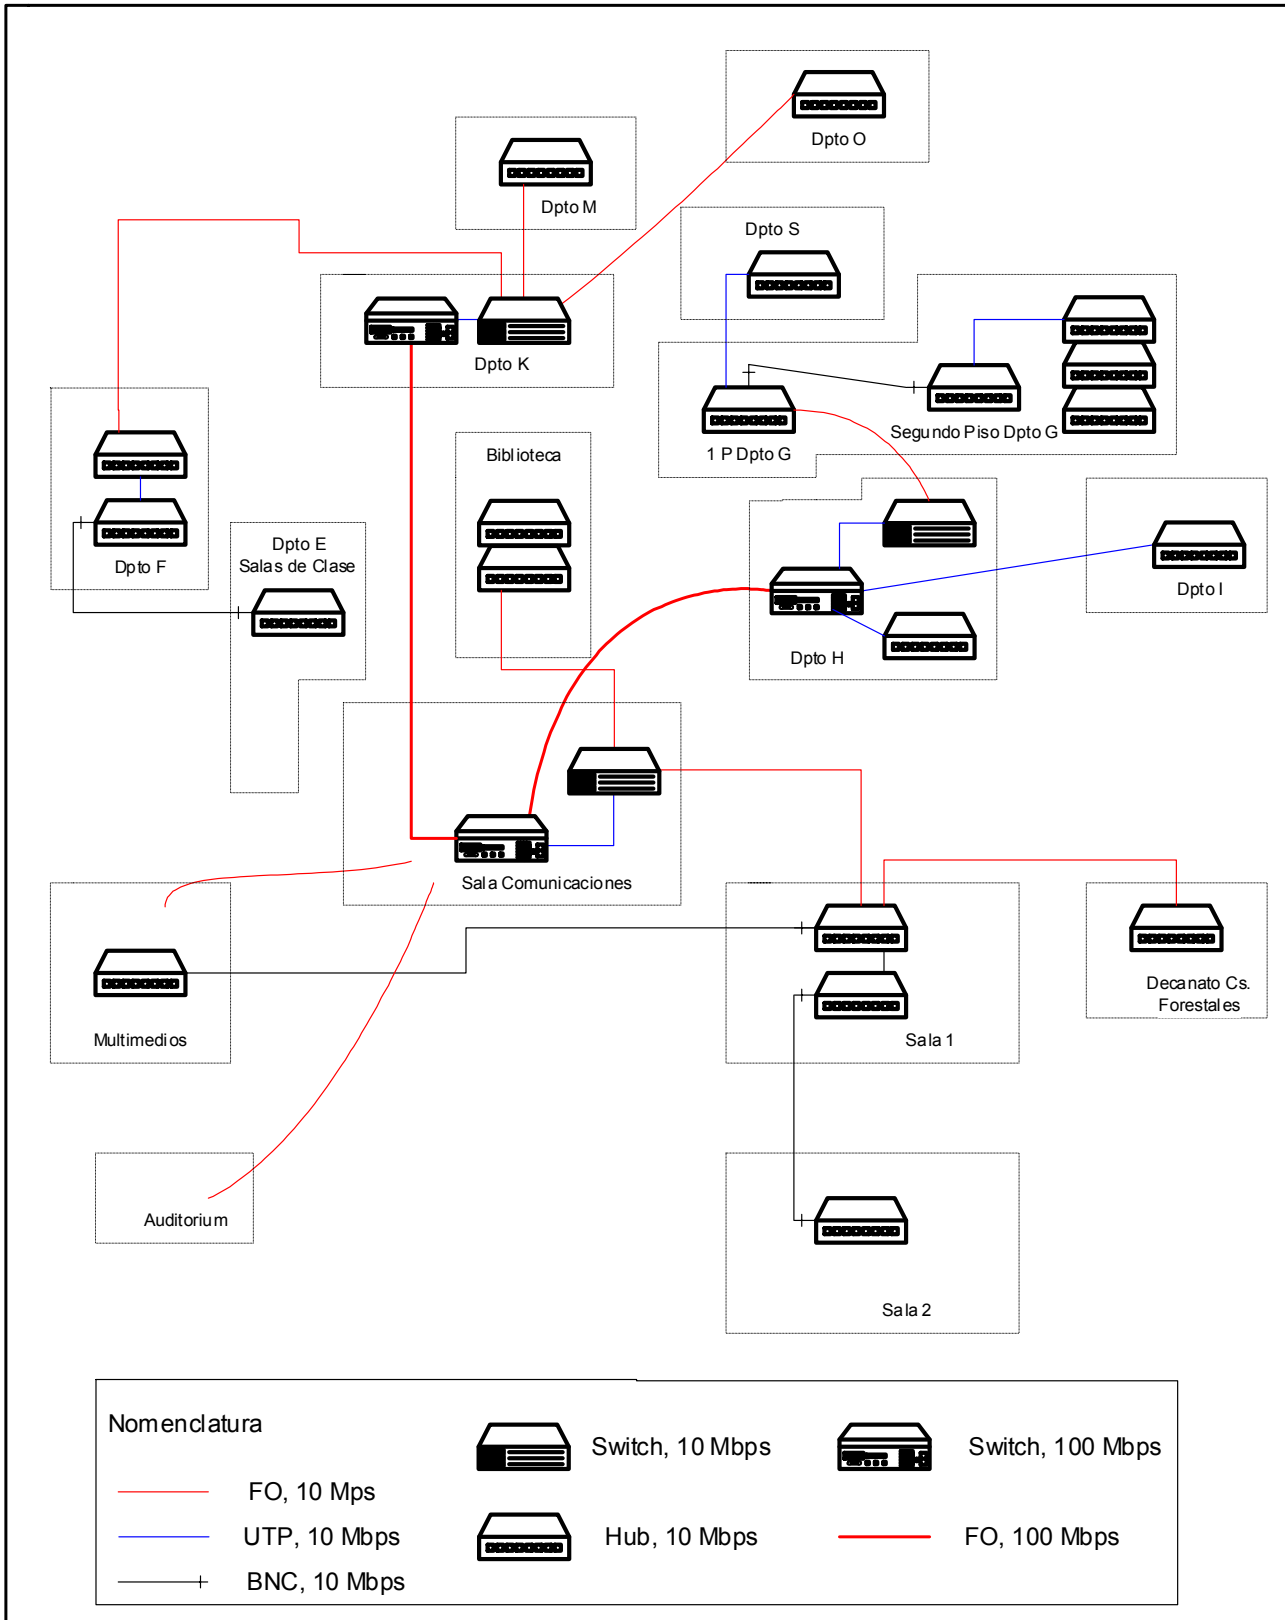 Dpto O
Dpto M
Dpto S
Dpto K
Segundo Piso Dpto G
1 P Dpto G
Biblioteca
Dpto F
Dpto E
Salas de Clase
Dpto I
Dpto H
Sala Comunicaciones
Multimedios
Sala 1
Decanato Cs.
Forestales
Auditorium
Sala 2
Nomenclatura
Switch, 10 Mbps
Switch, 100 Mbps
FO, 10 Mps
UTP, 10 Mbps
Hub, 10 Mbps
FO, 100 Mbps
BNC, 10 Mbps